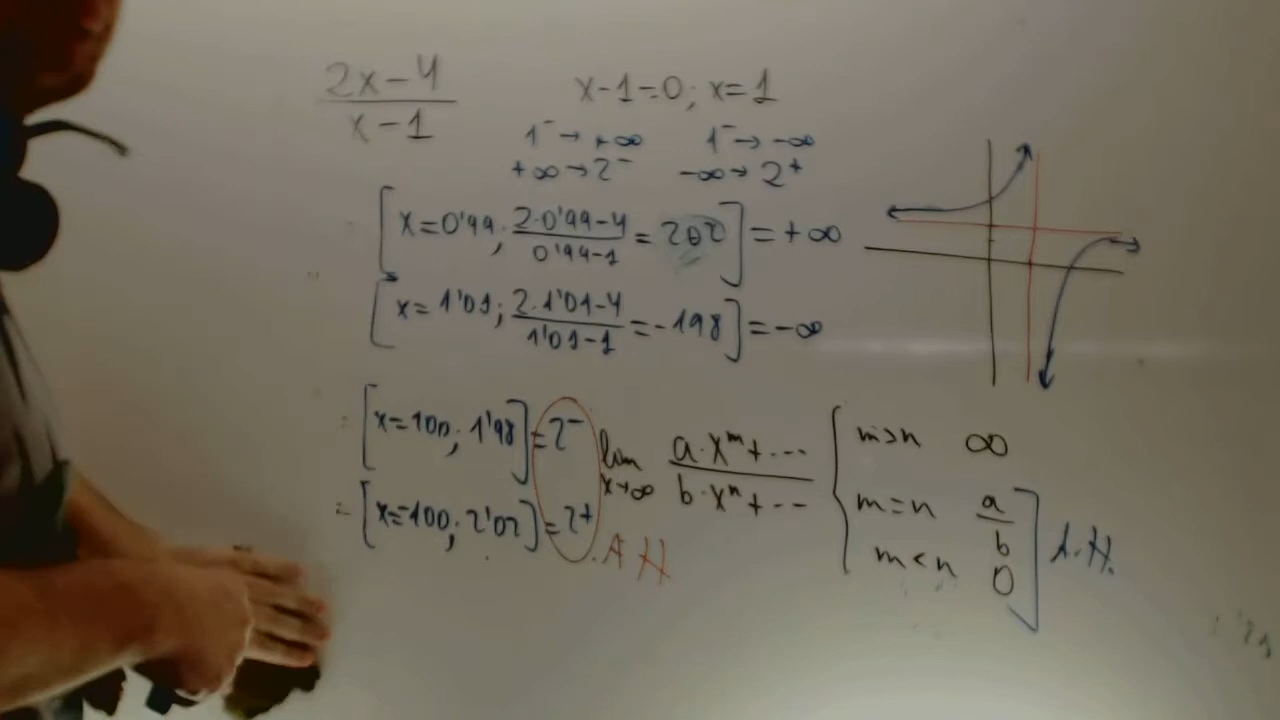 2x-4
x-1
x-1=0; x=1
1⁻→+∞ 1⁻→-∞
+∞→2⁻ -∞→2⁺
[x=0'99; 2·0'99-4 / 0'99-1 = 202] = +∞
[x=1'01; 2·1'01-4 / 1'01-1 = -198] = -∞
= [x=100; 1'98] = 2⁻
= [x=-100; 2'02] = 2⁺
A H
lim x→∞ a·xᵐ+... / b·xⁿ+...
m>n ∞
m=n a/b
m<n 0
A.H.